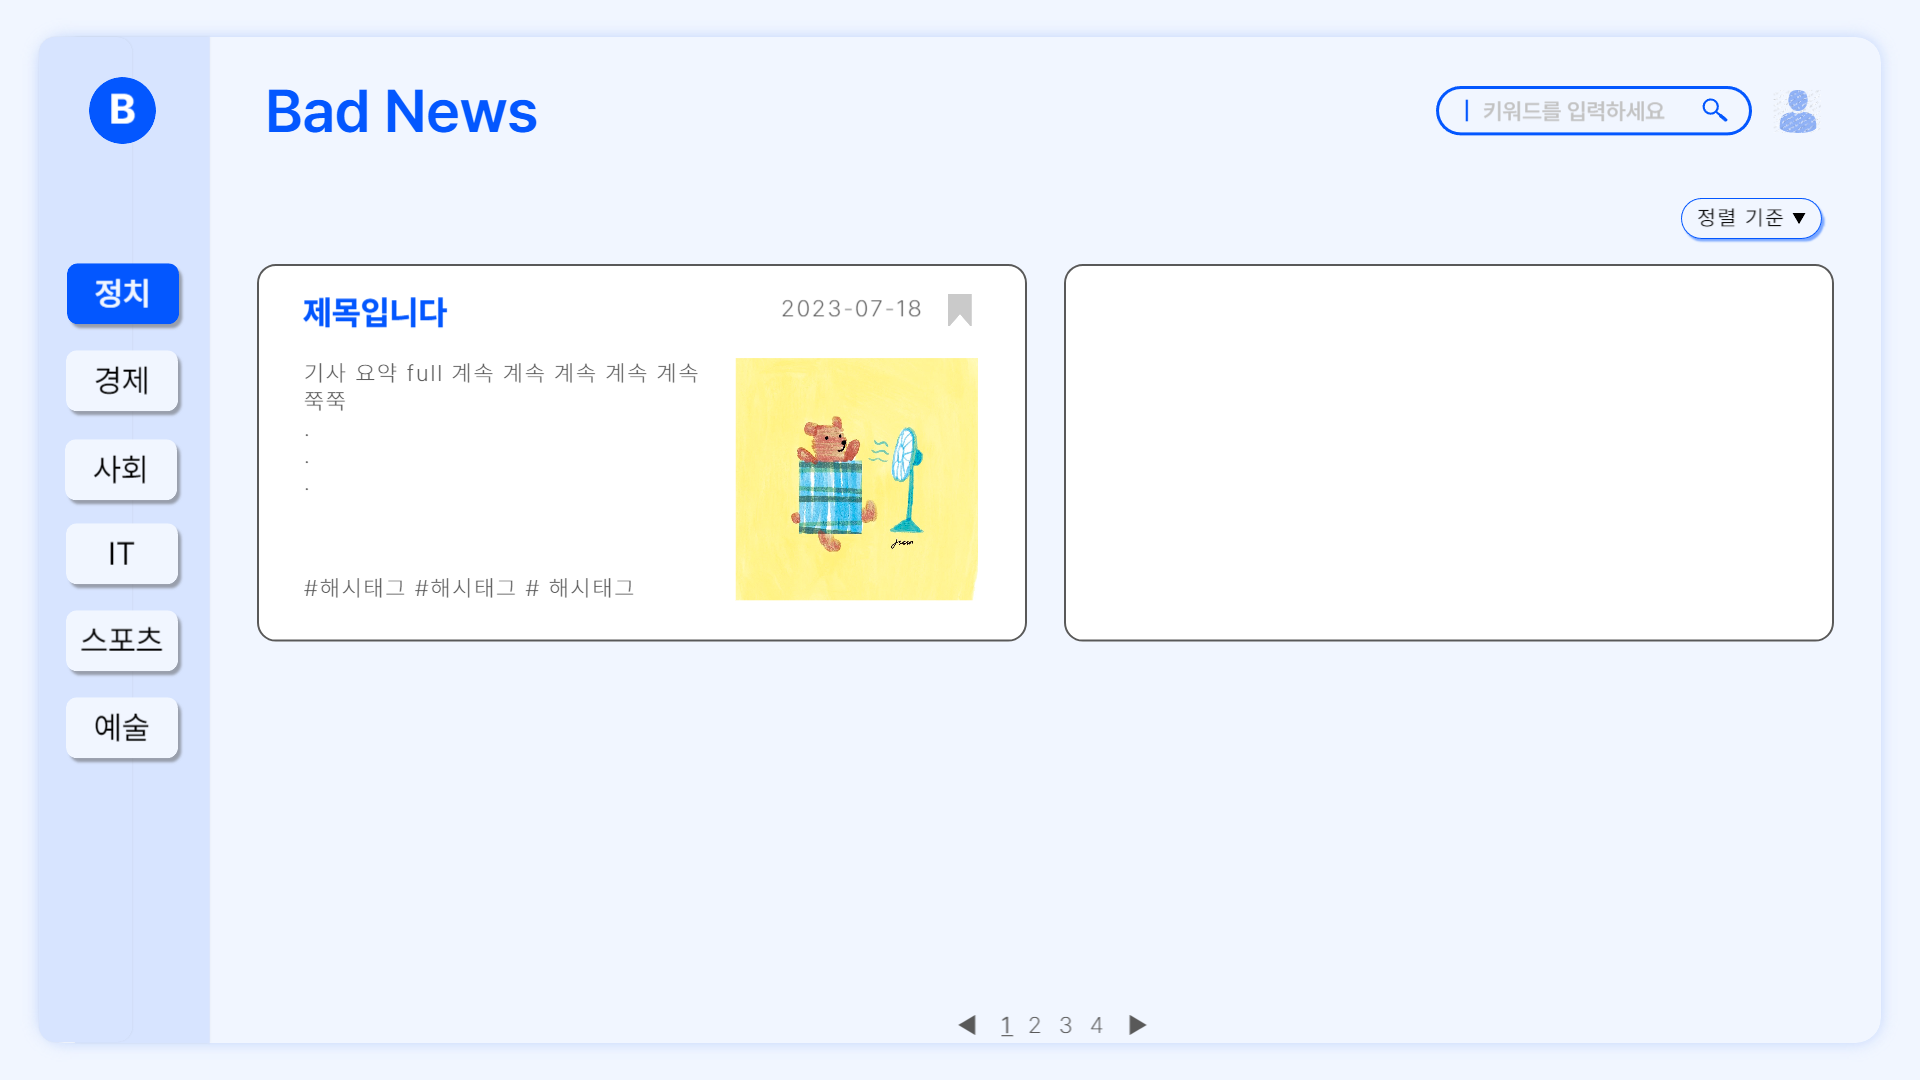 B
Bad News
키워드를 입력하세요
정렬 기준 ▼
정치
경제
사회
IT
스포츠
예술
제목입니다
2023-07-18
기사 요약 full 계속 계속 계속 계속 계속
쭉쭉
.
.
.
#해시태그 #해시태그 # 해시태그
◀ 1 2 3 4 ▶